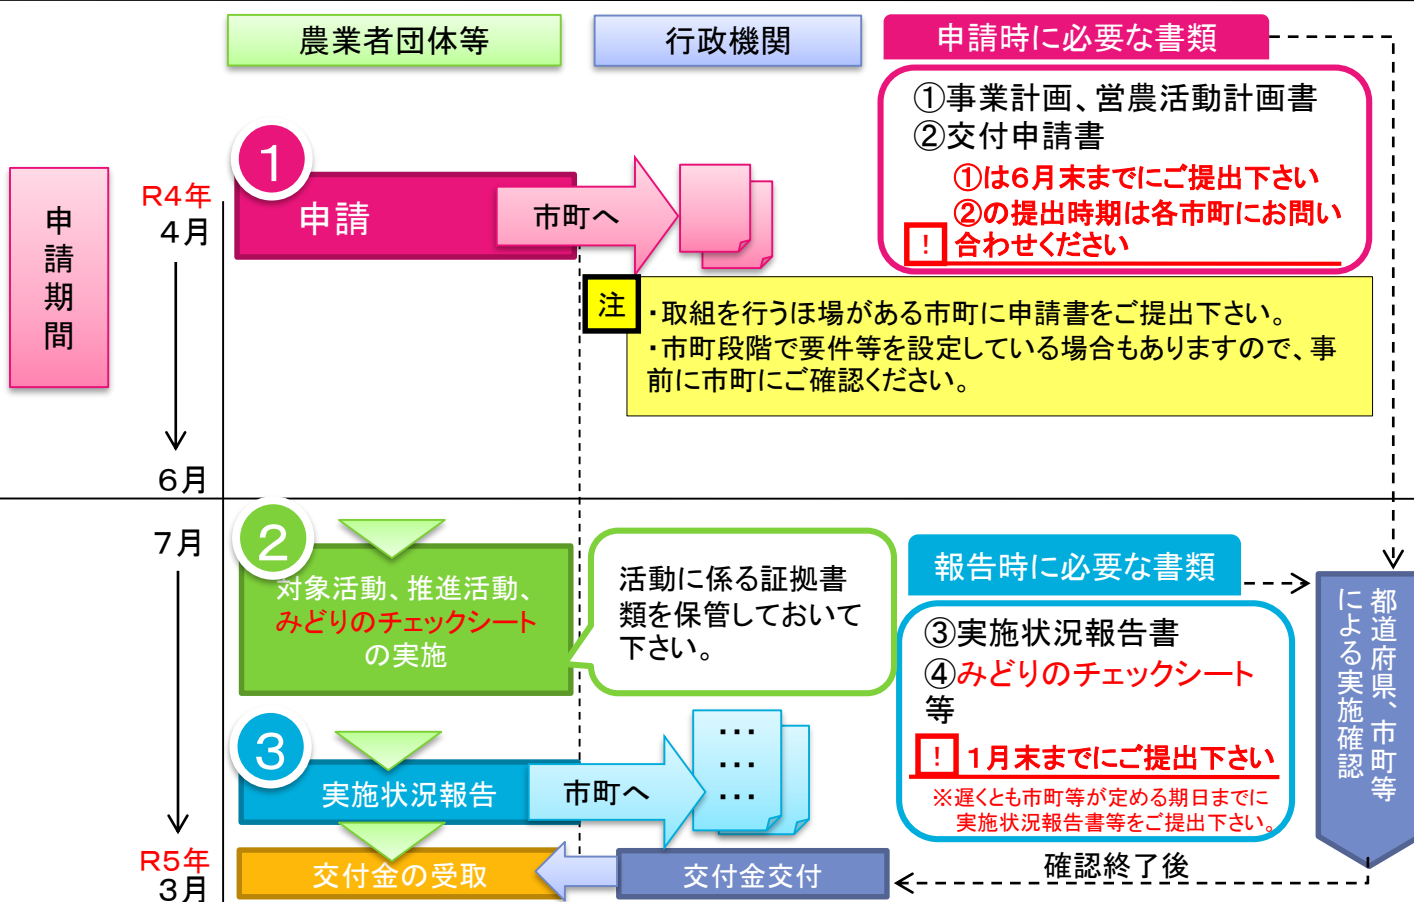 農業者団体等
行政機関
申請時に必要な書類
①事業計画、営農活動計画書
②交付申請書
①は6月末までにご提出下さい
②の提出時期は各市町にお問い
! 合わせください
申請期間
R4年
4月
6月
1
申請
市町へ
注
・取組を行うほ場がある市町に申請書をご提出下さい。
・市町段階で要件等を設定している場合もありますので、事
前に市町にご確認ください。
7月
2
対象活動、推進活動、
みどりのチェックシート
の実施
活動に係る証拠書
類を保管しておいて
下さい。
報告時に必要な書類
③実施状況報告書
④みどりのチェックシート
等
! 1月末までにご提出下さい
※遅くとも市町等が定める期日までに
実施状況報告書等をご提出下さい。
都道府県、市町等
による実施確認
3
実施状況報告
市町へ
…
…
…
R5年
3月
交付金の受取
交付金交付
確認終了後